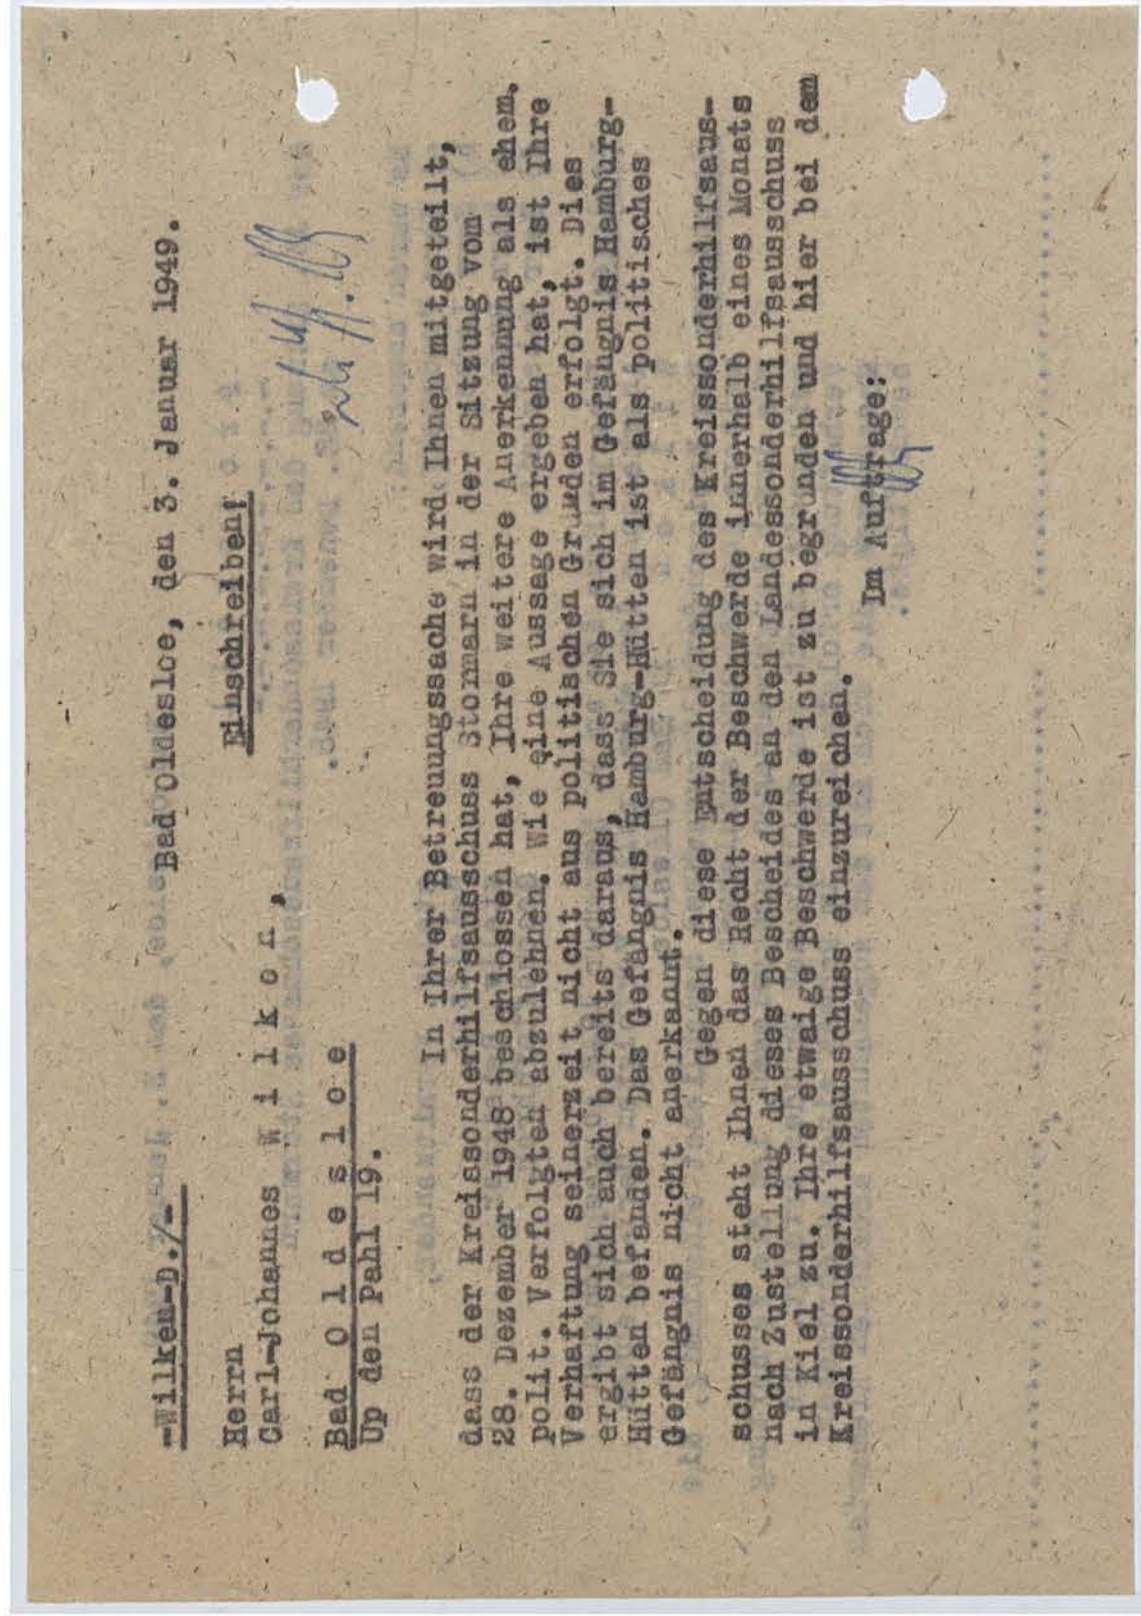 -Wilken-D./-
Bad Oldesloe, den 3. Januar 1949.
Einschreiben!
Herrn
Carl-Johannes W i l k e n ,
Bad O l d e s l o e
Up den Pahl 19.
In Ihrer Betreuungssache wird Ihnen mitgeteilt,
dass der Kreissonderhilfsausschuss Stormarn in der Sitzung vom
28. Dezember 1948 beschlossen hat, Ihre weitere Anerkennung als ehem.
polit. Verfolgten abzulehnen. Wie eine Aussage ergeben hat, ist Ihre
Verhaftung seinerzeit nicht aus politischen Gründen erfolgt. Dies
ergibt sich auch bereits daraus, dass Sie sich im Gefängnis Hamburg-
Hütten befanden. Das Gefängnis Hamburg-Hütten ist als politisches
Gefängnis nicht anerkannt.
Gegen diese Entscheidung des Kreissonderhilfsaus-
schusses steht Ihnen das Recht der Beschwerde innerhalb eines Monats
nach Zustellung dieses Bescheides an den Landessonderhilfsausschuss
in Kiel zu. Ihre etwaige Beschwerde ist zu begründen und hier bei dem
Kreissonderhilfsausschuss einzureichen.
Im Auftrage: